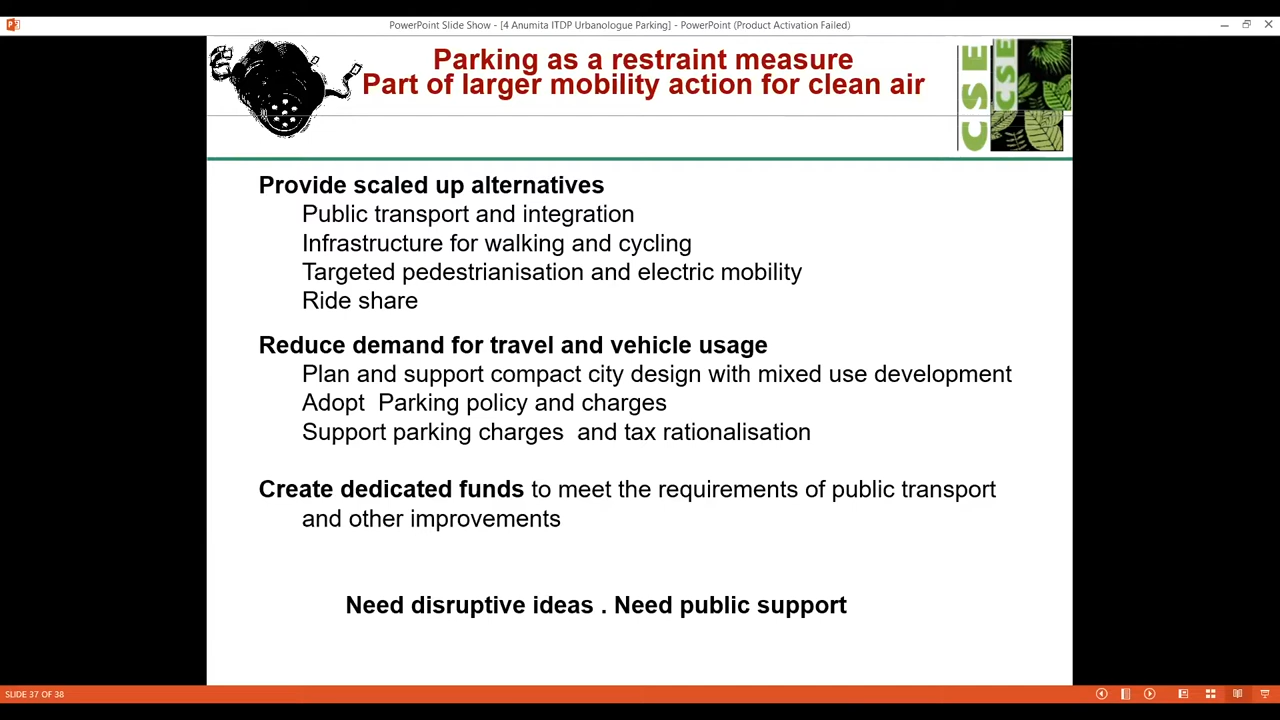 PowerPoint Slide Show - [4 Anumita ITDP Urbanologue Parking] - PowerPoint (Product Activation Failed)
Parking as a restraint measure
Part of larger mobility action for clean air
CSE
CSE
Provide scaled up alternatives
Public transport and integration
Infrastructure for walking and cycling
Targeted pedestrianisation and electric mobility
Ride share
Reduce demand for travel and vehicle usage
Plan and support compact city design with mixed use development
Adopt  Parking policy and charges
Support parking charges  and tax rationalisation
Create dedicated funds to meet the requirements of public transport
and other improvements
Need disruptive ideas . Need public support
SLIDE 37 OF 38